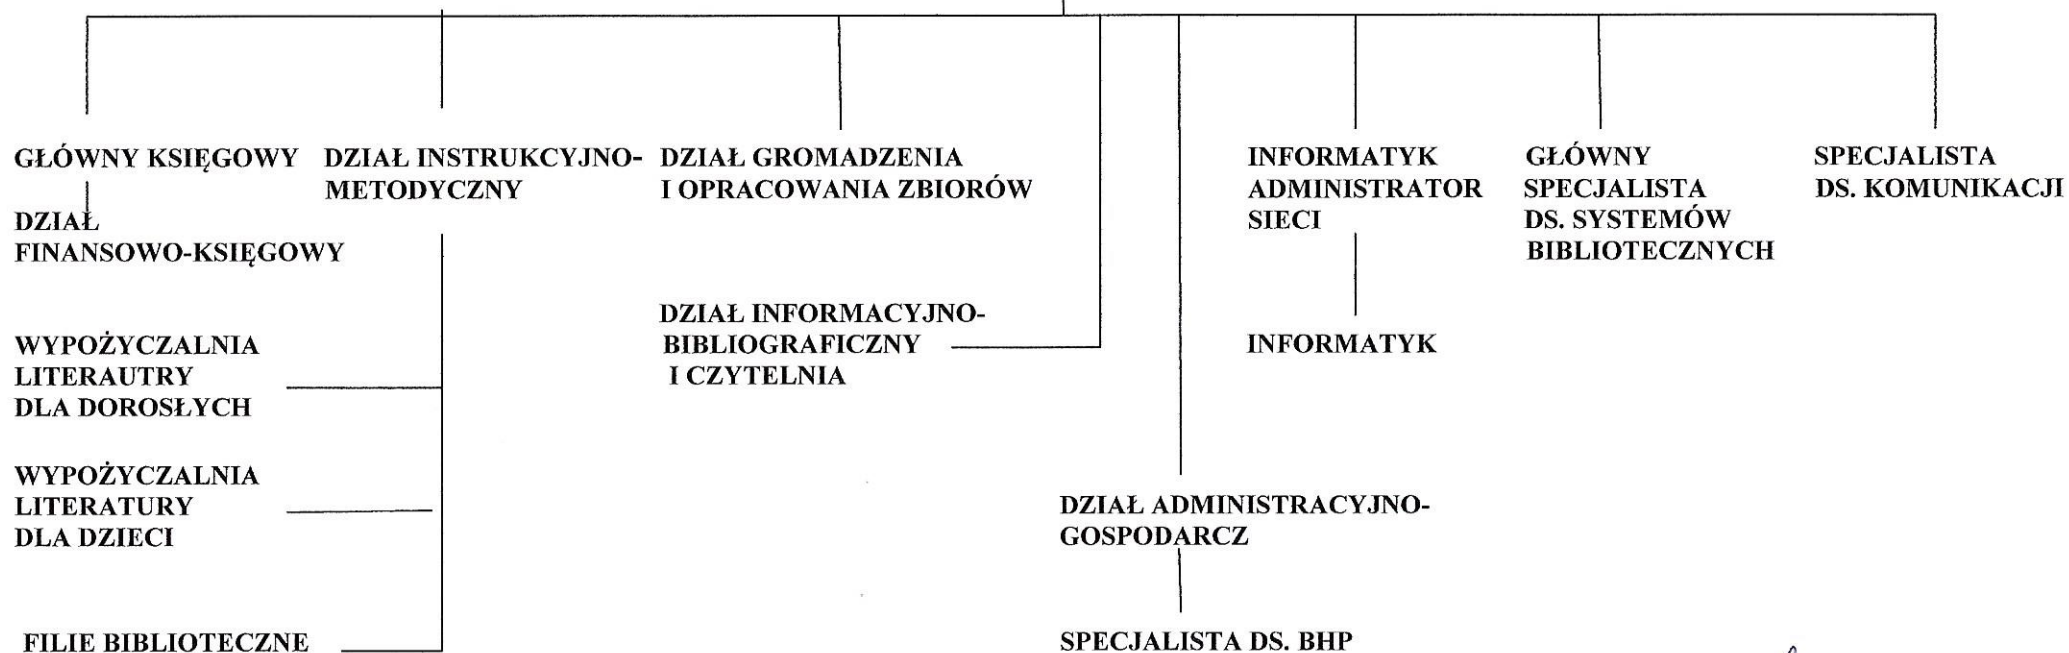 GŁÓWNY KSIĘGOWY
DZIAŁ
FINANSOWO-KSIĘGOWY
DZIAŁ INSTRUKCYJNO-
METODYCZNY
WYPOŻYCZALNIA
LITERAUTRY
DLA DOROSŁYCH
WYPOŻYCZALNIA
LITERATURY
DLA DZIECI
FILIE BIBLIOTECZNE
DZIAŁ GROMADZENIA
I OPRACOWANIA ZBIORÓW
DZIAŁ INFORMACYJNO-
BIBLIOGRAFICZNY
I CZYTELNIA
DZIAŁ ADMINISTRACYJNO-
GOSPODARCZ
SPECJALISTA DS. BHP
INFORMATYK
ADMINISTRATOR
SIECI
INFORMATYK
GŁÓWNY
SPECJALISTA
DS. SYSTEMÓW
BIBLIOTECZNYCH
SPECJALISTA
DS. KOMUNIKACJI